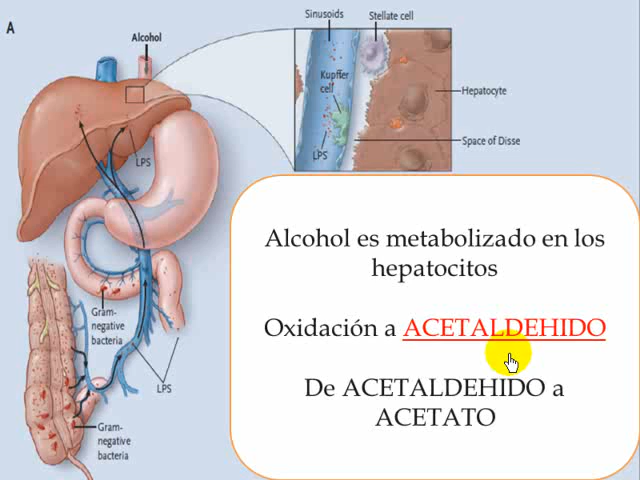 A
Alcohol
LPS
Gram-
negative
bacteria
LPS
Gram-
negative
bacteria
Sinusoids
Stellate cell
Kupffer
cell
Hepatocyte
LPS
Space of Disse
Alcohol es metabolizado en los
hepatocitos
Oxidación a ACETALDEHIDO
De ACETALDEHIDO a
ACETATO